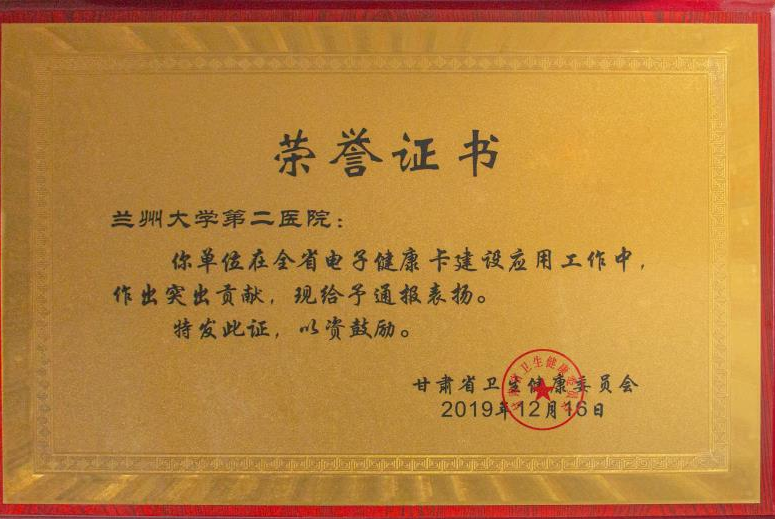 荣誉证书
兰州大学第二医院：
你单位在全省电子健康卡建设应用工作中，
作出突出贡献，现给予通报表扬。
特发此证，以资鼓励。
甘肃省卫生健康委员会
2019年12月16日